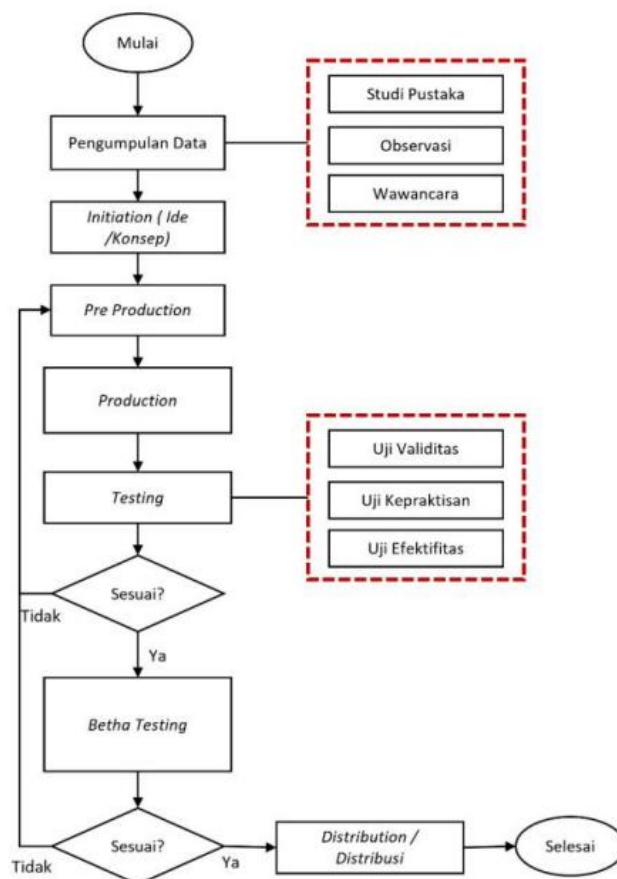 Mulai
Pengumpulan Data
Studi Pustaka
Observasi
Wawancara
Initiation ( Ide
/Konsep)
Pre Production
Production
Testing
Uji Validitas
Uji Kepraktisan
Uji Efektifitas
Sesuai?
Tidak
Ya
Betha Testing
Sesuai?
Tidak
Ya
Distribution /
Distribusi
Selesai